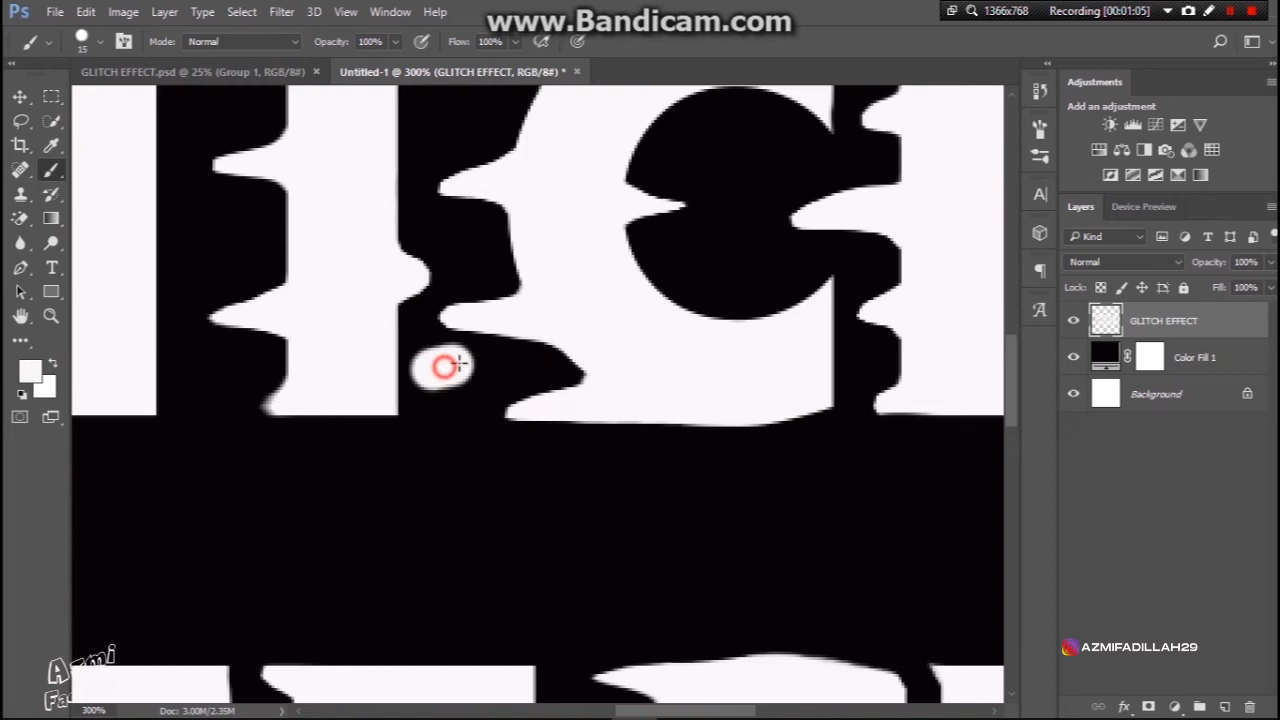 www.Bandicam.com
1366x768 Recording [00:01:05]
Ps File Edit Image Layer Type Select Filter 3D View Window Help
15 Mode: Normal Opacity: 100% Flow: 100%
GLITCH EFFECT.psd @ 25% (Group 1, RGB/8#) × Untitled-1 @ 300% (GLITCH EFFECT, RGB/8#) * ×
Adjustments
Add an adjustment
Layers Device Preview
Kind
Normal Opacity: 100%
Lock: Fill: 100%
GLITCH EFFECT
Color Fill 1
Background
AZMIFADILLAH29
Azmi
300% Doc: 3.00M/2.35M